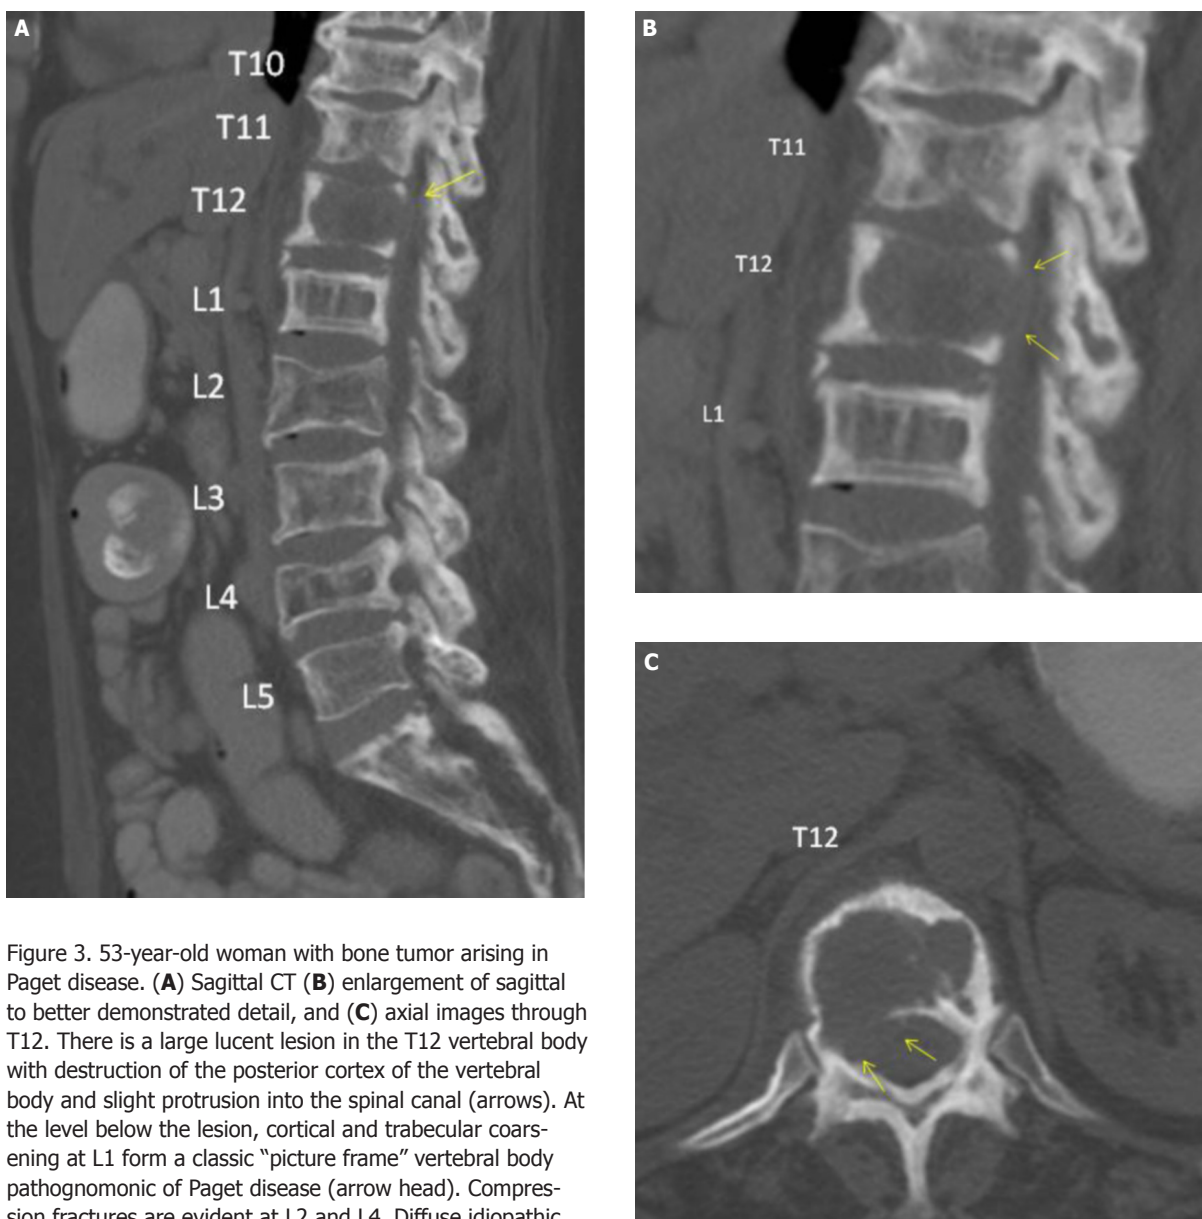 A
T10
T11
T12
L1
L2
L3
L4
L5
B
T11
T12
L1
C
T12
Figure 3. 53-year-old woman with bone tumor arising in
Paget disease. (A) Sagittal CT (B) enlargement of sagittal
to better demonstrated detail, and (C) axial images through
T12. There is a large lucent lesion in the T12 vertebral body
with destruction of the posterior cortex of the vertebral
body and slight protrusion into the spinal canal (arrows). At
the level below the lesion, cortical and trabecular coars-
ening at L1 form a classic “picture frame” vertebral body
pathognomonic of Paget disease (arrow head). Compres-
sion fractures are evident at L2 and L4. Diffuse idiopathic